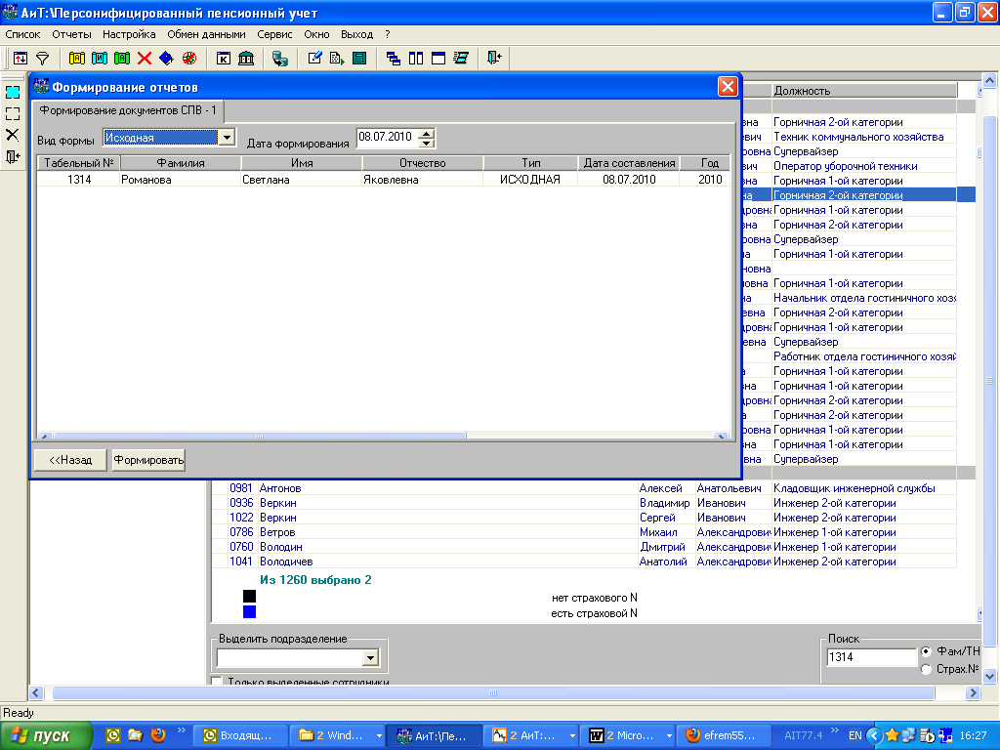 АиТ:\Персонифицированный пенсионный учет
Список Отчеты Настройка Обмен данными Сервис Окно Выход ?
Формирование отчетов
Формирование документов СПВ - 1
Вид формы Исходная Дата формирования 08.07.2010
Табельный № Фамилия Имя Отчество Тип Дата составления Год
1314 Романова Светлана Яковлевна ИСХОДНАЯ 08.07.2010 2010
<<Назад Формировать
Должность
вна Горничная 2-ой категории
евич Техник коммунального хозяйства
ровна Супервайзер
вич Оператор уборочной техники
вна Горничная 1-ой категории
на Горничная 2-ой категории
дровна Горничная 1-ой категории
вна Горничная 2-ой категории
ровна Супервайзер
на Горничная 1-ой категории
новна
ровна Горничная 1-ой категории
на Начальник отдела гостиничного хозя
евна Горничная 2-ой категории
дровна Горничная 1-ой категории
евна Супервайзер
Работник отдела гостиничного хозяй
а Горничная 1-ой категории
зна Горничная 1-ой категории
дровна Горничная 2-ой категории
а Горничная 2-ой категории
ровна Горничная 1-ой категории
вна Горничная 1-ой категории
вна Супервайзер
0981 Антонов Алексей Анатольевич Кладовщик инженерной службы
0936 Веркин Владимир Иванович Инженер 2-ой категории
1022 Веркин Сергей Иванович Инженер 2-ой категории
0786 Ветров Михаил Александрович Инженер 1-ой категории
0760 Володин Дмитрий Александрович Инженер 1-ой категории
1041 Володичев Анатолий Александрович Инженер 2-ой категории
Из 1260 выбрано 2
нет страхового N
есть страховой N
Выделить подразделение
Только выделенные сотрудники
Поиск
1314 Фам/ТН
Страх.№
Ready
пуск Входящ... 2 Wind... АиТ:\Пе... 2 АиТ:... 2 Micro... efrem55... AIT77.4 EN 16:27